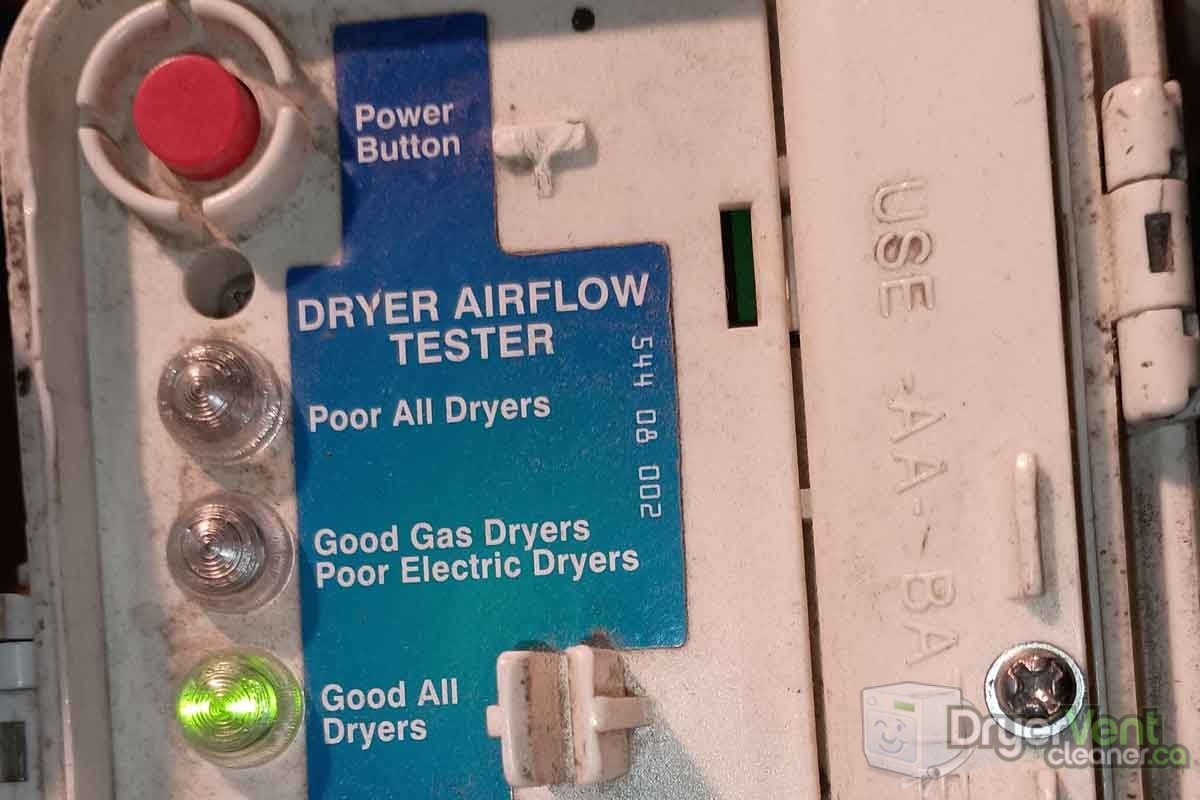 Power
Button
DRYER AIRFLOW
TESTER
544 08 002
Poor All Dryers
Good Gas Dryers
Poor Electric Dryers
Good All
Dryers
USE AA
DryerVent
cleaner.ca